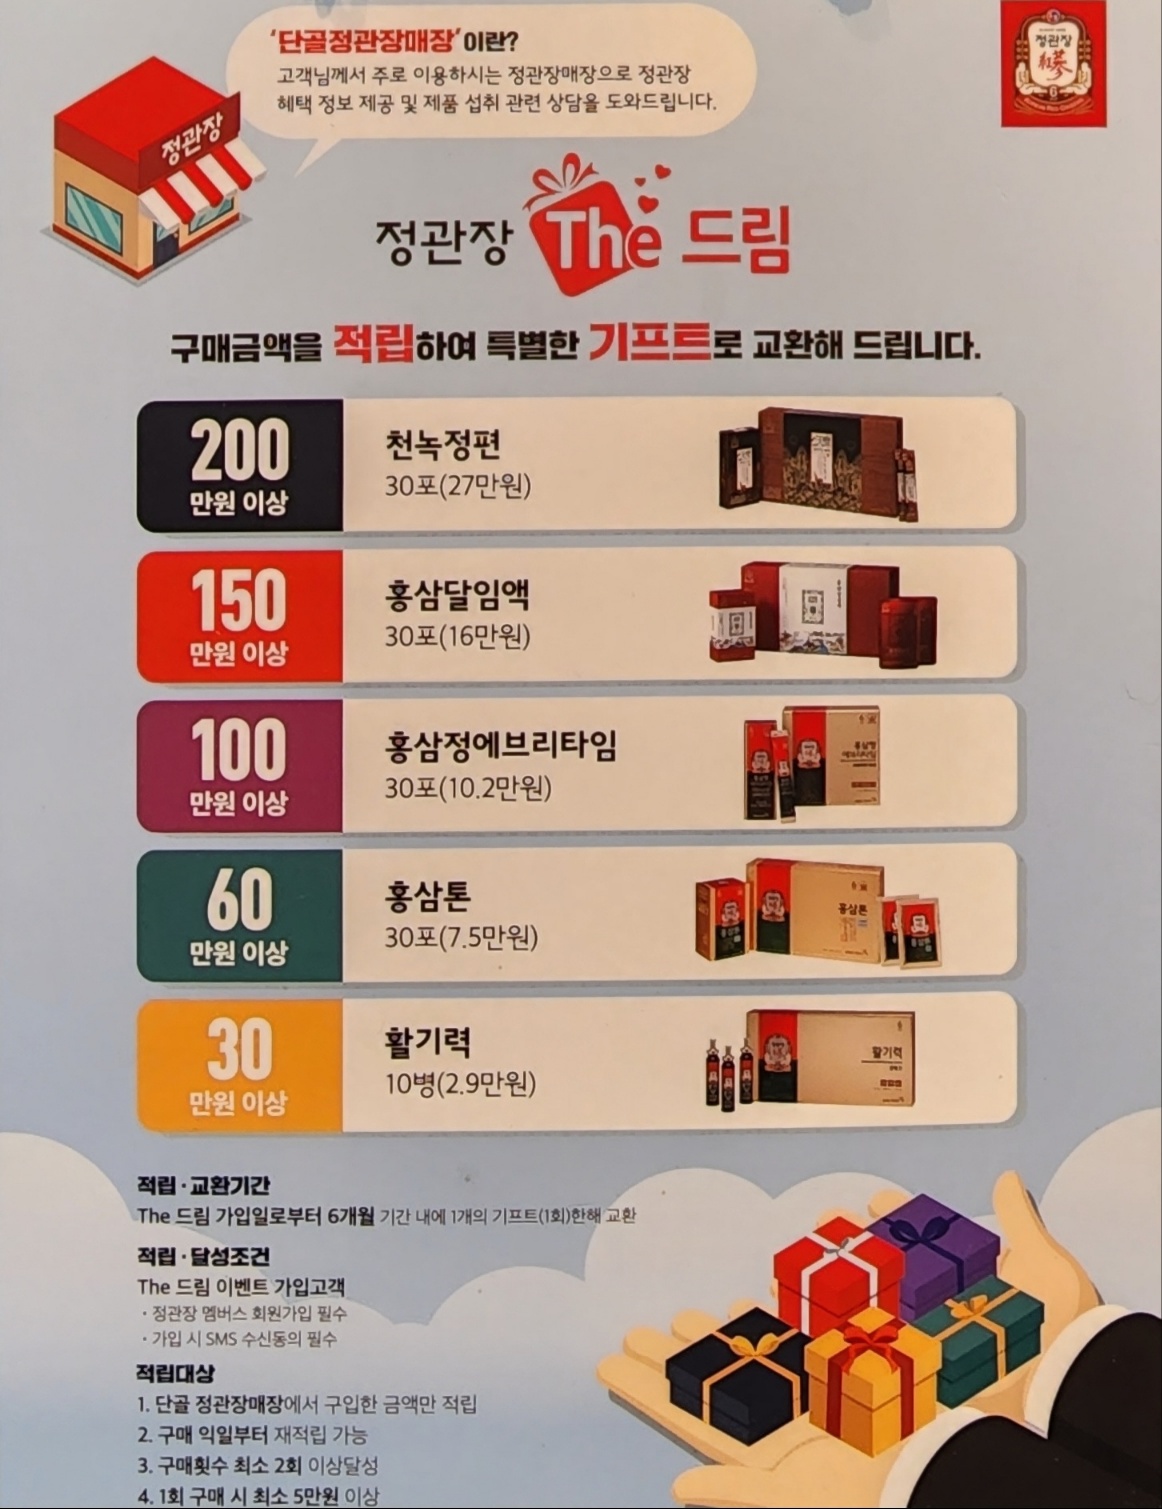 '단골정관장매장'이란?
고객님께서 주로 이용하시는 정관장매장으로 정관장
혜택 정보 제공 및 제품 섭취 관련 상담을 도와드립니다.
정관장
정관장
紅蔘
정관장 The 드림
구매금액을 적립하여 특별한 기프트로 교환해 드립니다.
200
만원 이상
천녹정편
30포(27만원)
150
만원 이상
홍삼달임액
30포(16만원)
100
만원 이상
홍삼정에브리타임
30포(10.2만원)
홍삼정
에브리타임
60
만원 이상
홍삼톤
30포(7.5만원)
홍삼톤
30
만원 이상
활기력
10병(2.9만원)
활기력
적립·교환기간
The 드림 가입일로부터 6개월 기간 내에 1개의 기프트(1회)한해 교환
적립·달성조건
The 드림 이벤트 가입고객
· 정관장 멤버스 회원가입 필수
· 가입 시 SMS 수신동의 필수
적립대상
1. 단골 정관장매장에서 구입한 금액만 적립
2. 구매 익일부터 재적립 가능
3. 구매횟수 최소 2회 이상달성
4. 1회 구매 시 최소 5만원 이상